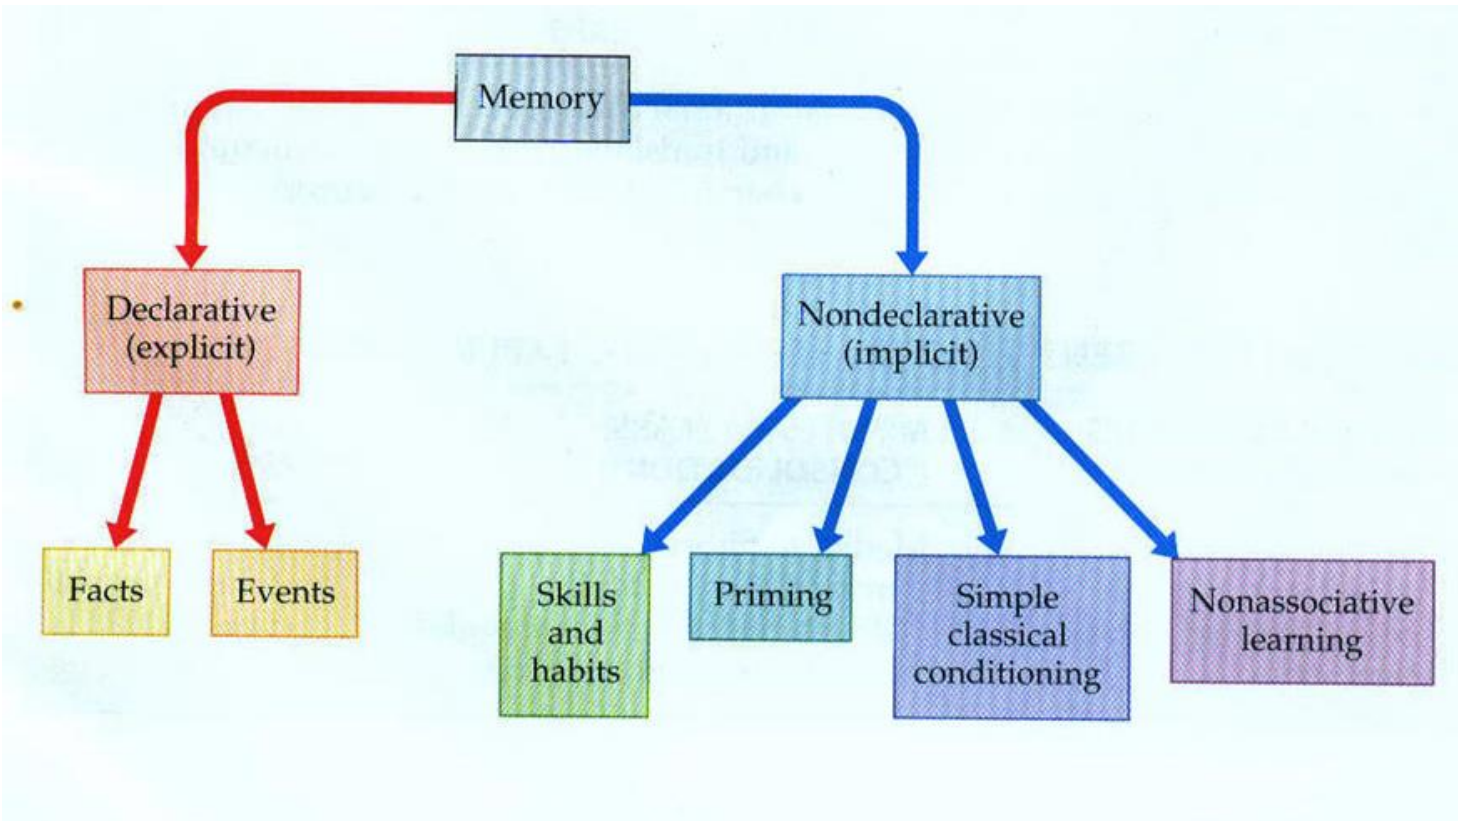 Memory
Declarative
(explicit)
Nondeclarative
(implicit)
Facts
Events
Skills
and
habits
Priming
Simple
classical
conditioning
Nonassociative
learning